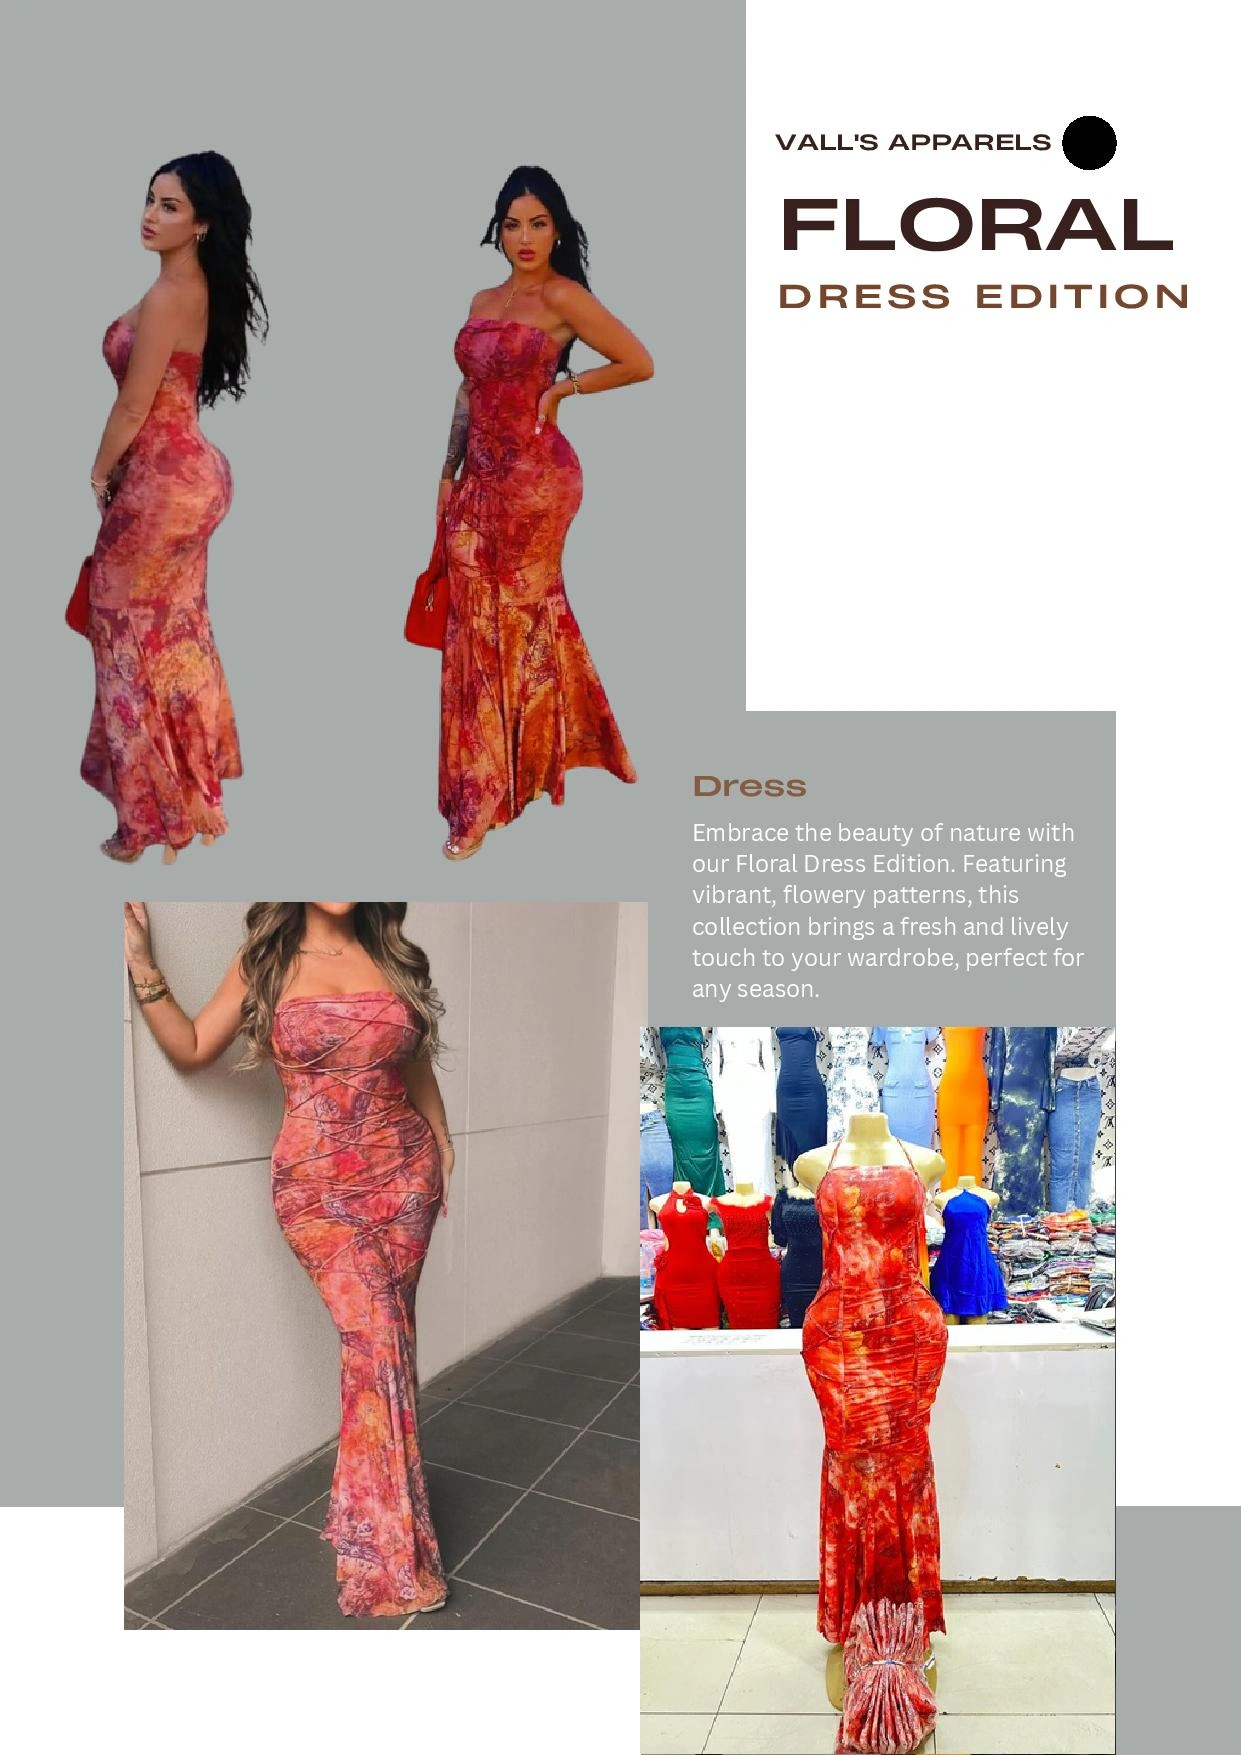 VALL'S APPARELS
FLORAL
DRESS EDITION
Dress
Embrace the beauty of nature with
our Floral Dress Edition. Featuring
vibrant, flowery patterns, this
collection brings a fresh and lively
touch to your wardrobe, perfect for
any season.